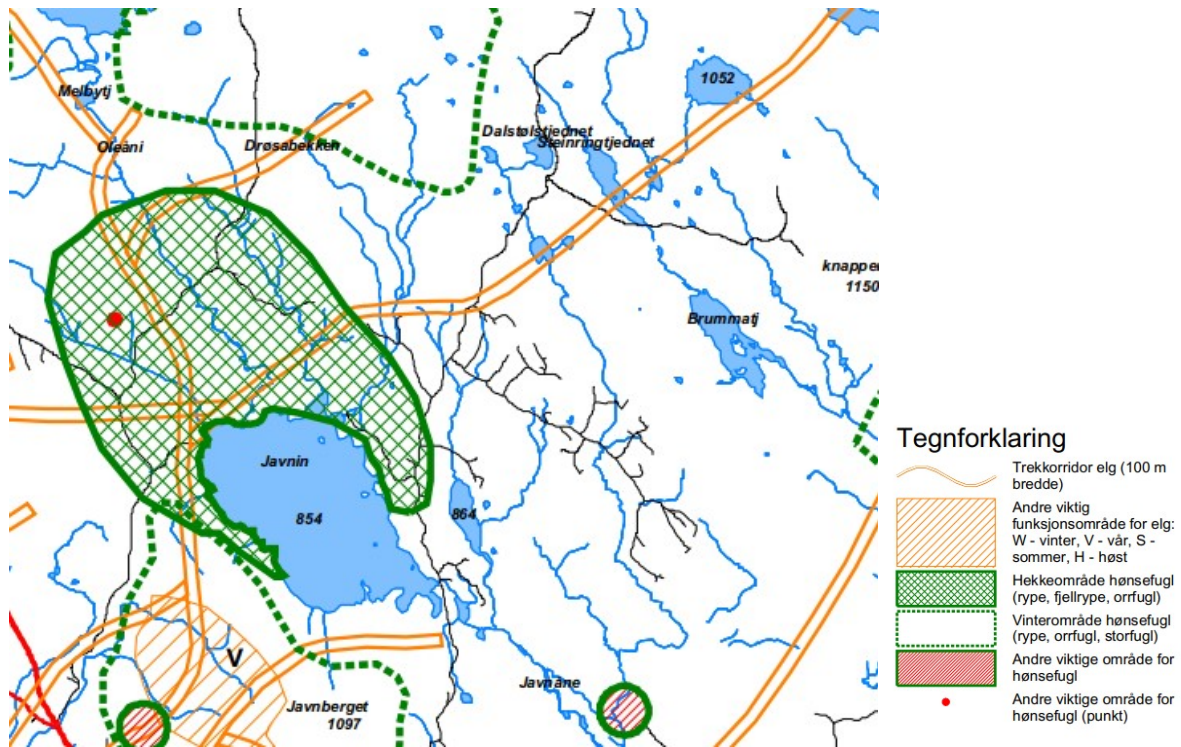 1052
Melbytj
Dalstølstjednet
Steinringtjednet
Oleàni
Drøsabekken
1150
Brummatj
Javnin
854
864
V
Javnåne
Javnberget
1097
Tegnforklaring
Trekkorridor elg (100 m
bredde)
Andre viktig
funksjonsområde for elg:
W - vinter, V - vår, S -
sommer, H - høst
Hekkeområde hønsefugl
(rype, fjellrype, orrfugl)
Vinterområde hønsefugl
(rype, orrfugl, storfugl)
Andre viktige område for
hønsefugl
Andre viktige område for
hønsefugl (punkt)